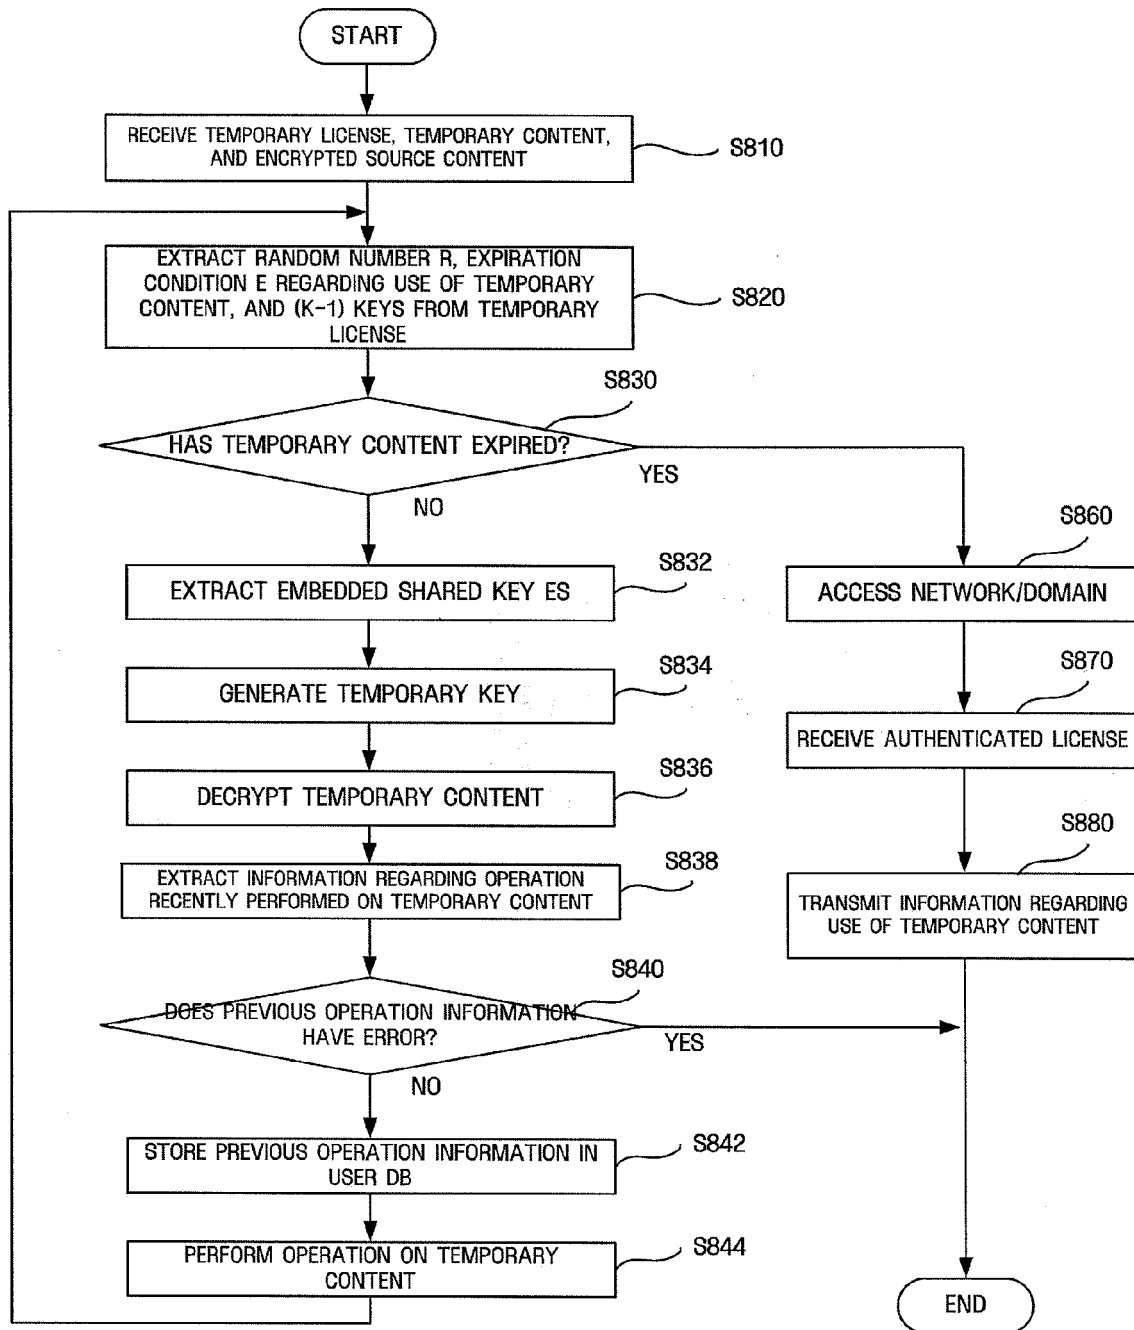 START
RECEIVE TEMPORARY LICENSE, TEMPORARY CONTENT,
AND ENCRYPTED SOURCE CONTENT
S810
EXTRACT RANDOM NUMBER R, EXPIRATION
CONDITION E REGARDING USE OF TEMPORARY
CONTENT, AND (K-1) KEYS FROM TEMPORARY
LICENSE
S820
S830
HAS TEMPORARY CONTENT EXPIRED?
YES
NO
S832
EXTRACT EMBEDDED SHARED KEY ES
S834
GENERATE TEMPORARY KEY
S836
DECRYPT TEMPORARY CONTENT
S838
EXTRACT INFORMATION REGARDING OPERATION
RECENTLY PERFORMED ON TEMPORARY CONTENT
S840
DOES PREVIOUS OPERATION INFORMATION
HAVE ERROR?
YES
NO
S842
STORE PREVIOUS OPERATION INFORMATION IN
USER DB
S844
PERFORM OPERATION ON TEMPORARY
CONTENT
S860
ACCESS NETWORK/DOMAIN
S870
RECEIVE AUTHENTICATED LICENSE
S880
TRANSMIT INFORMATION REGARDING
USE OF TEMPORARY CONTENT
END